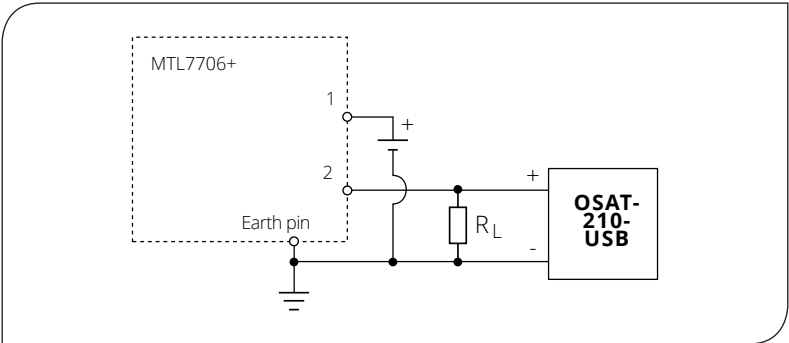 MTL7706+
1
+
2
+
OSAT-
210-
USB
Earth pin
R L
-